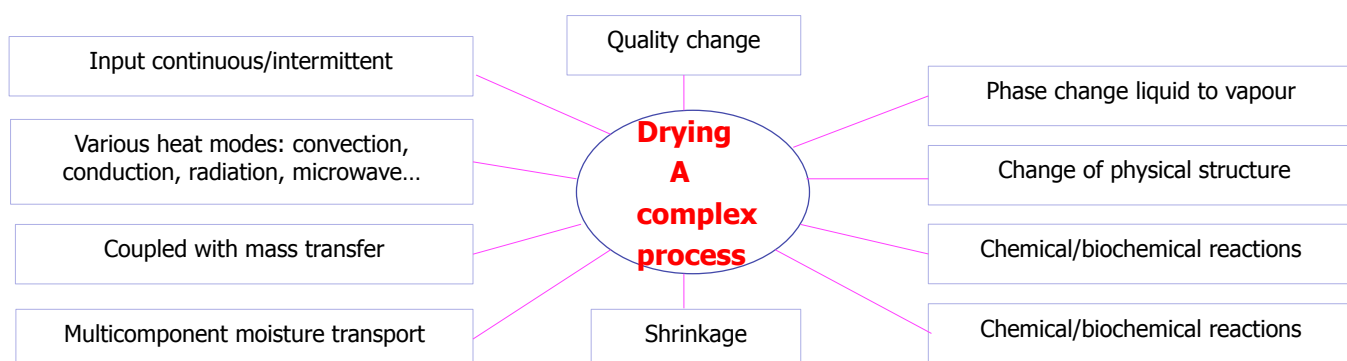 Quality change
Input continuous/intermittent
Phase change liquid to vapour
Various heat modes: convection,
conduction, radiation, microwave…
Drying
A
complex
process
Change of physical structure
Coupled with mass transfer
Chemical/biochemical reactions
Multicomponent moisture transport
Shrinkage
Chemical/biochemical reactions